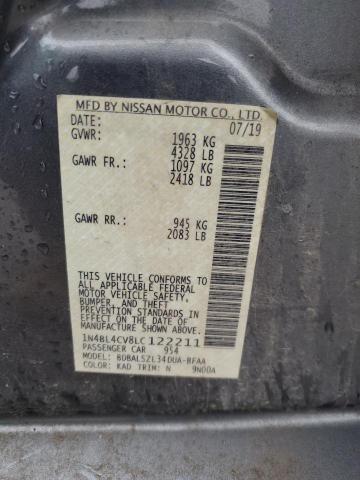 MFD BY NISSAN MOTOR CO., LTD.
DATE: 07/19
GVWR: 1963 KG
4328 LB
GAWR FR.: 1097 KG
2418 LB
GAWR RR.: 945 KG
2083 LB
THIS VEHICLE CONFORMS TO
ALL APPLICABLE FEDERAL
MOTOR VEHICLE SAFETY,
BUMPER, AND THEFT
PREVENTION STANDARDS
IN EFFECT ON THE DATE OF
MANUFACTURE SHOWN ABOVE.
1N4BL4CV8LC122211
PASSENGER CAR 954
MODEL: BDBALSZL34DUA-RFAA
COLOR: KAD TRIM: N 9N00A